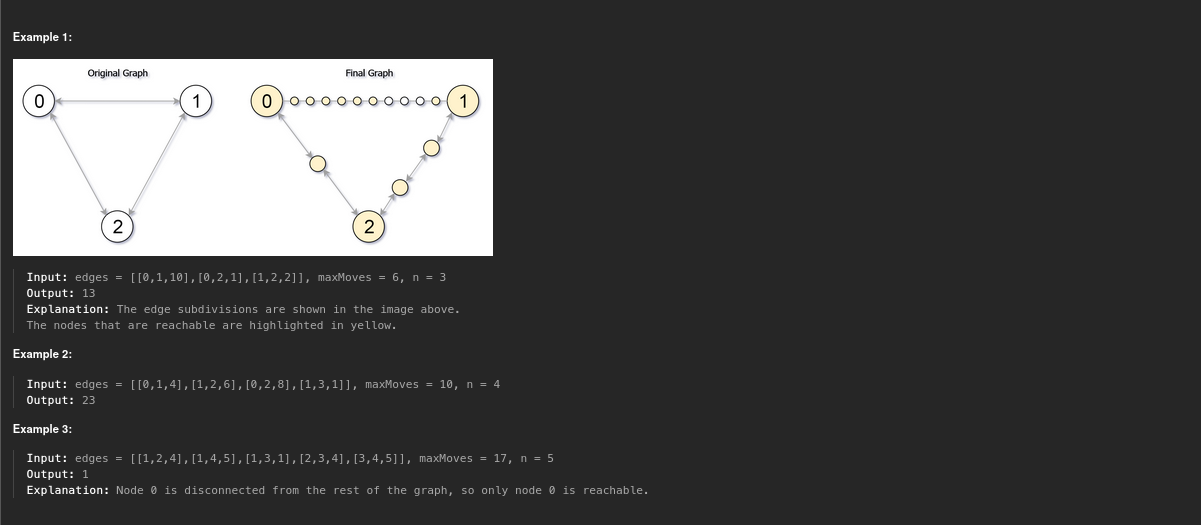 Example 1:
Original Graph
Final Graph
0
1
0
1
2
2
Input: edges = [[0,1,10],[0,2,1],[1,2,2]], maxMoves = 6, n = 3
Output: 13
Explanation: The edge subdivisions are shown in the image above.
The nodes that are reachable are highlighted in yellow.
Example 2:
Input: edges = [[0,1,4],[1,2,6],[0,2,8],[1,3,1]], maxMoves = 10, n = 4
Output: 23
Example 3:
Input: edges = [[1,2,4],[1,4,5],[1,3,1],[2,3,4],[3,4,5]], maxMoves = 17, n = 5
Output: 1
Explanation: Node 0 is disconnected from the rest of the graph, so only node 0 is reachable.